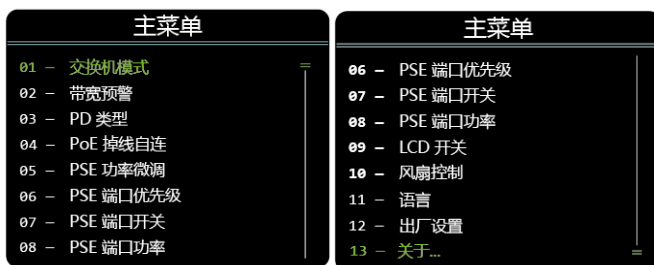 主菜单
01 － 交换机模式
02 － 带宽预警
03 － PD 类型
04 － PoE 掉线自连
05 － PSE 功率微调
06 － PSE 端口优先级
07 － PSE 端口开关
08 － PSE 端口功率
主菜单
06 － PSE 端口优先级
07 － PSE 端口开关
08 － PSE 端口功率
09 － LCD 开关
10 － 风扇控制
11 － 语言
12 － 出厂设置
13 － 关于...